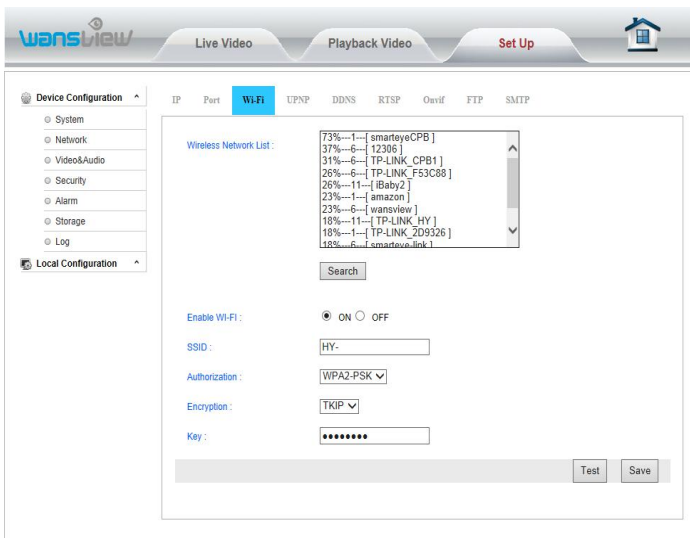 wansview
Live Video Playback Video Set Up
Device Configuration ^
System
Network
Video&Audio
Security
Alarm
Storage
Log
Local Configuration ^
IP Port Wi-Fi UPNP DDNS RTSP Onvif FTP SMTP
Wireless Network List :
73%---1---[ smarteyeCPB ]
37%---6---[ 12306 ]
31%---6---[ TP-LINK_CPB1 ]
26%---6---[ TP-LINK_F53C88 ]
26%---11---[ iBaby2 ]
23%---1---[ amazon ]
23%---6---[ wansview ]
18%---11---[ TP-LINK_HY ]
18%---1---[ TP-LINK_2D9326 ]
18%---6---[ smarteye-link ]
Search
Enable WI-FI : ON OFF
SSID : HY-
Authorization : WPA2-PSK
Encryption : TKIP
Key : ••••••••
Test Save